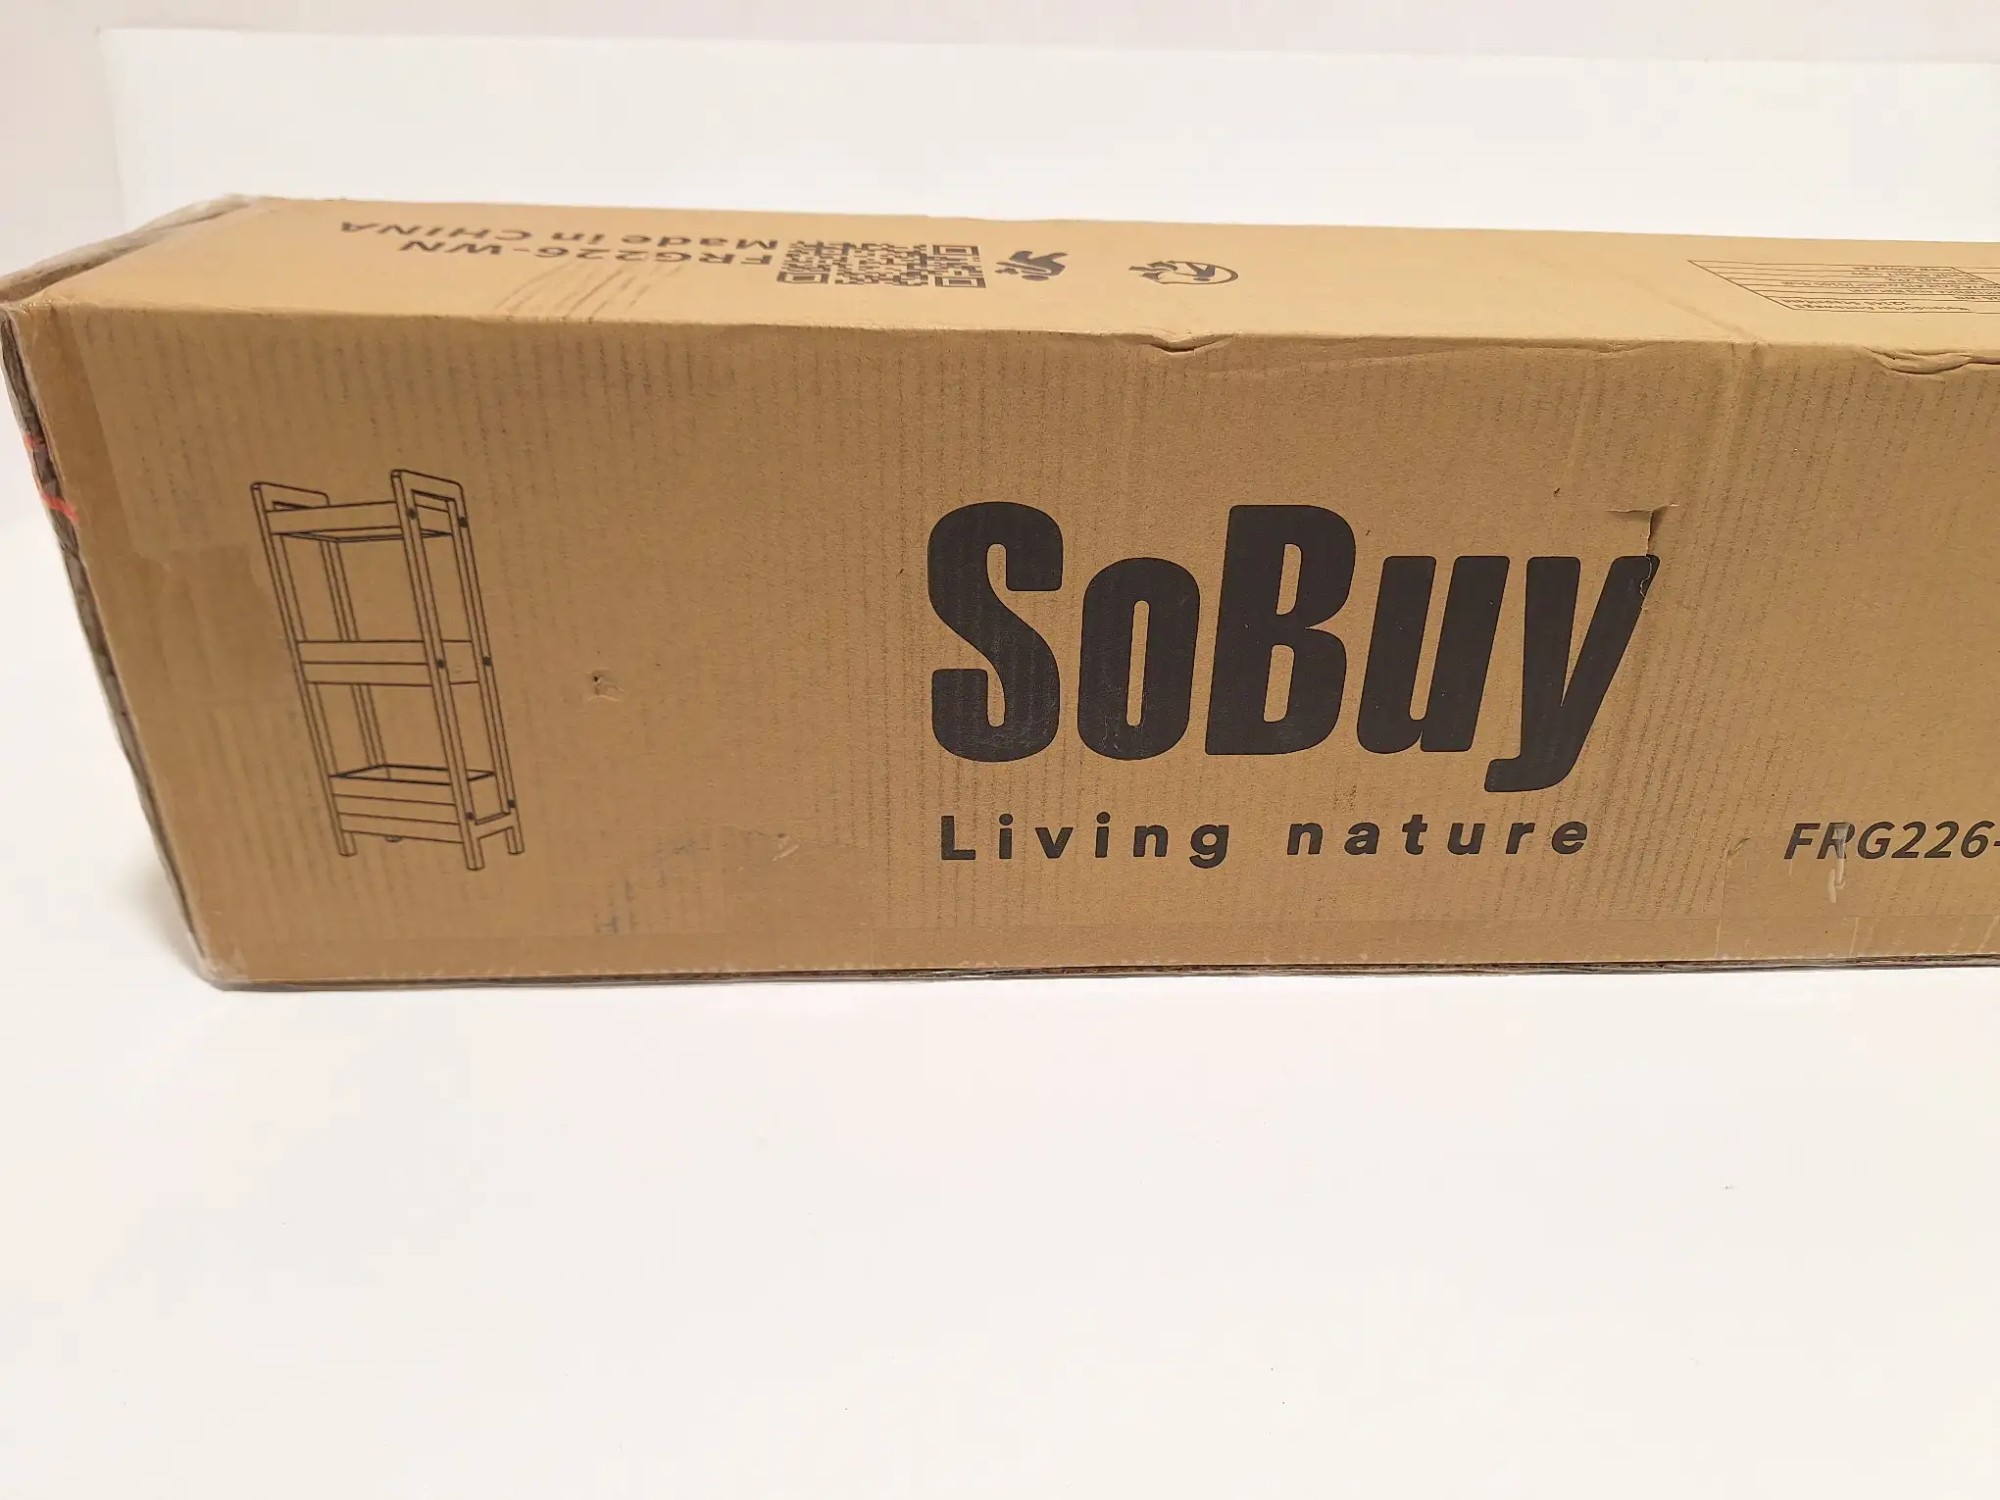 FRG226-WN
Made in CHINA
SoBuy
Living nature
FRG226-